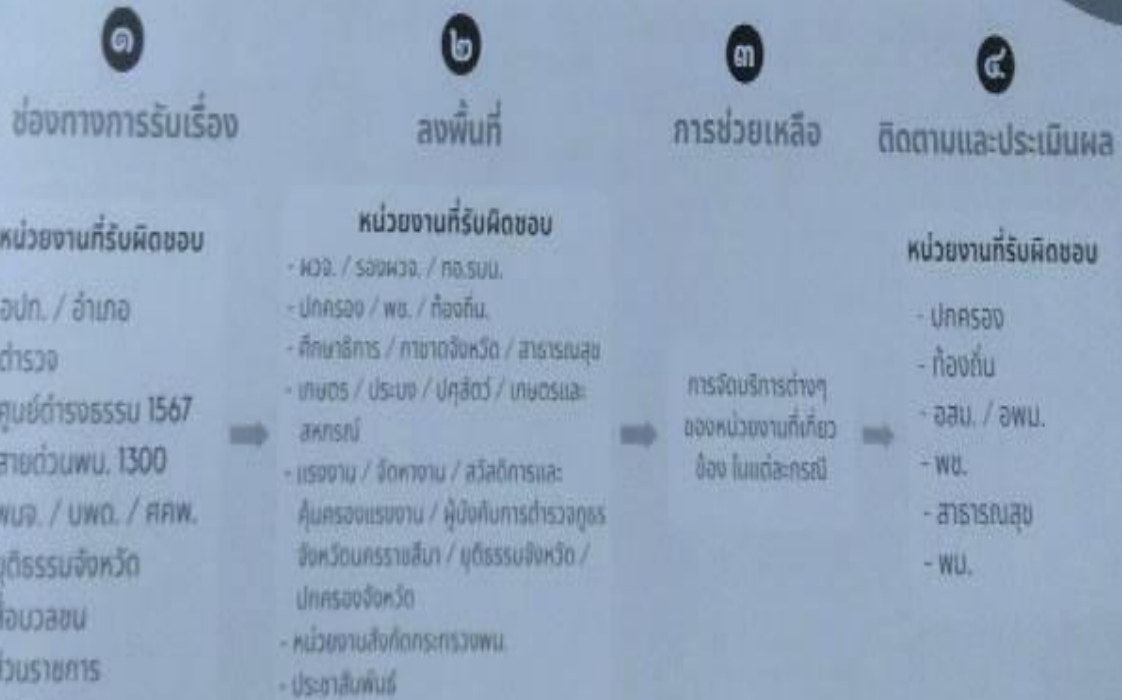 ๑
ช่องทางการรับเรื่อง
หน่วยงานที่รับผิดชอบ
อปท. / อำเภอ
ตำรวจ
ศูนย์ดำรงธรรม 1567
สายด่วนพม. 1300
พมจ. / บพด. / ศคพ.
ยุติธรรมจังหวัด
สื่อมวลชน
ส่วนราชการ
๒
ลงพื้นที่
หน่วยงานที่รับผิดชอบ
- ผวจ. / รองผวจ. / กอ.รมน.
- ปกครอง / พช. / ท้องถิ่น.
- ศึกษาธิการ / กาชาดจังหวัด / สาธารณสุข
- เกษตร / ประมง / ปศุสัตว์ / เกษตรและ
สหกรณ์
- แรงงาน / จัดหางาน / สวัสดิการและ
คุ้มครองแรงงาน / ผู้บังคับการตำรวจภูธร
จังหวัดนครราชสีมา / ยุติธรรมจังหวัด /
ปกครองจังหวัด
- หน่วยงานสังกัดกระทรวงพม.
- ประชาสัมพันธ์
๓
การช่วยเหลือ
การจัดบริการต่างๆ
ของหน่วยงานที่เกี่ยว
ข้อง ในแต่ละกรณี
๔
ติดตามและประเมินผล
หน่วยงานที่รับผิดชอบ
- ปกครอง
- ท้องถิ่น
- อสม. / อพม.
- พช.
- สาธารณสุข
- พม.